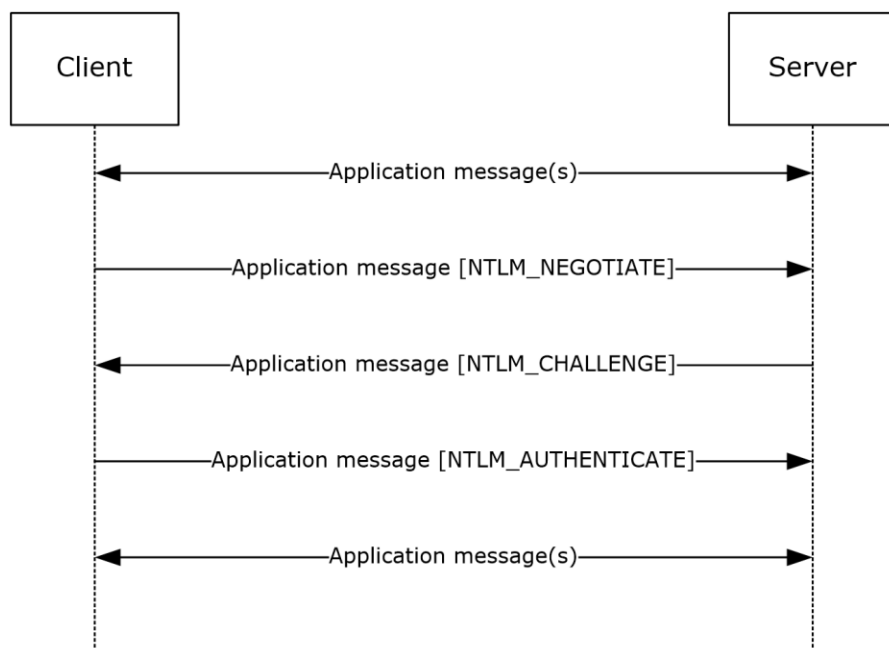 Client
Server
Application message(s)
Application message [NTLM_NEGOTIATE]
Application message [NTLM_CHALLENGE]
Application message [NTLM_AUTHENTICATE]
Application message(s)